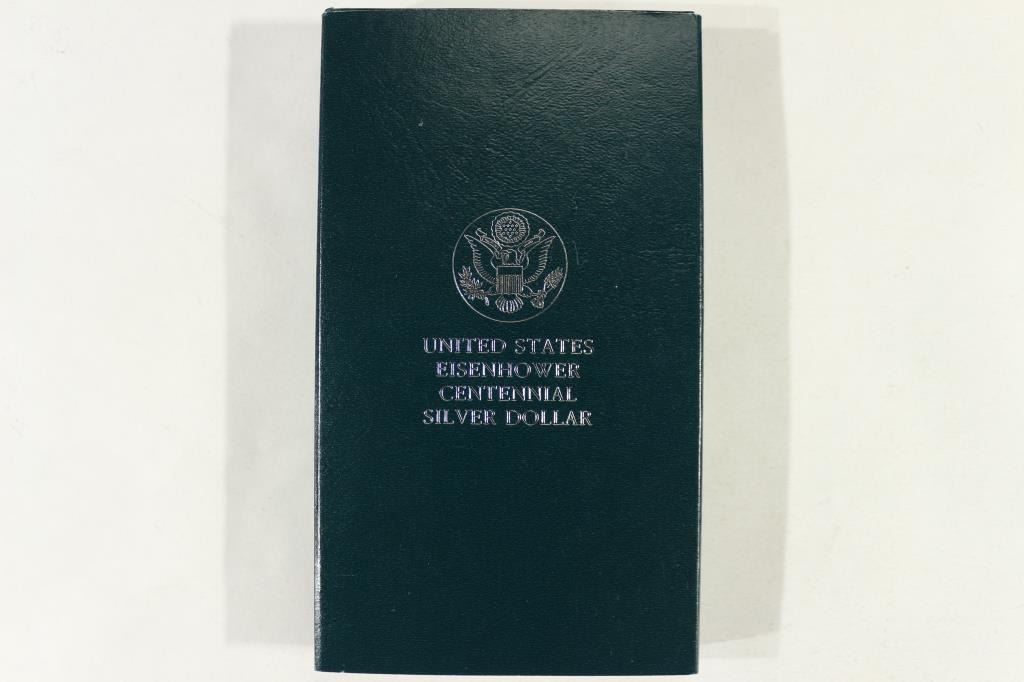 UNITED STATES
EISENHOWER
CENTENNIAL
SILVER DOLLAR